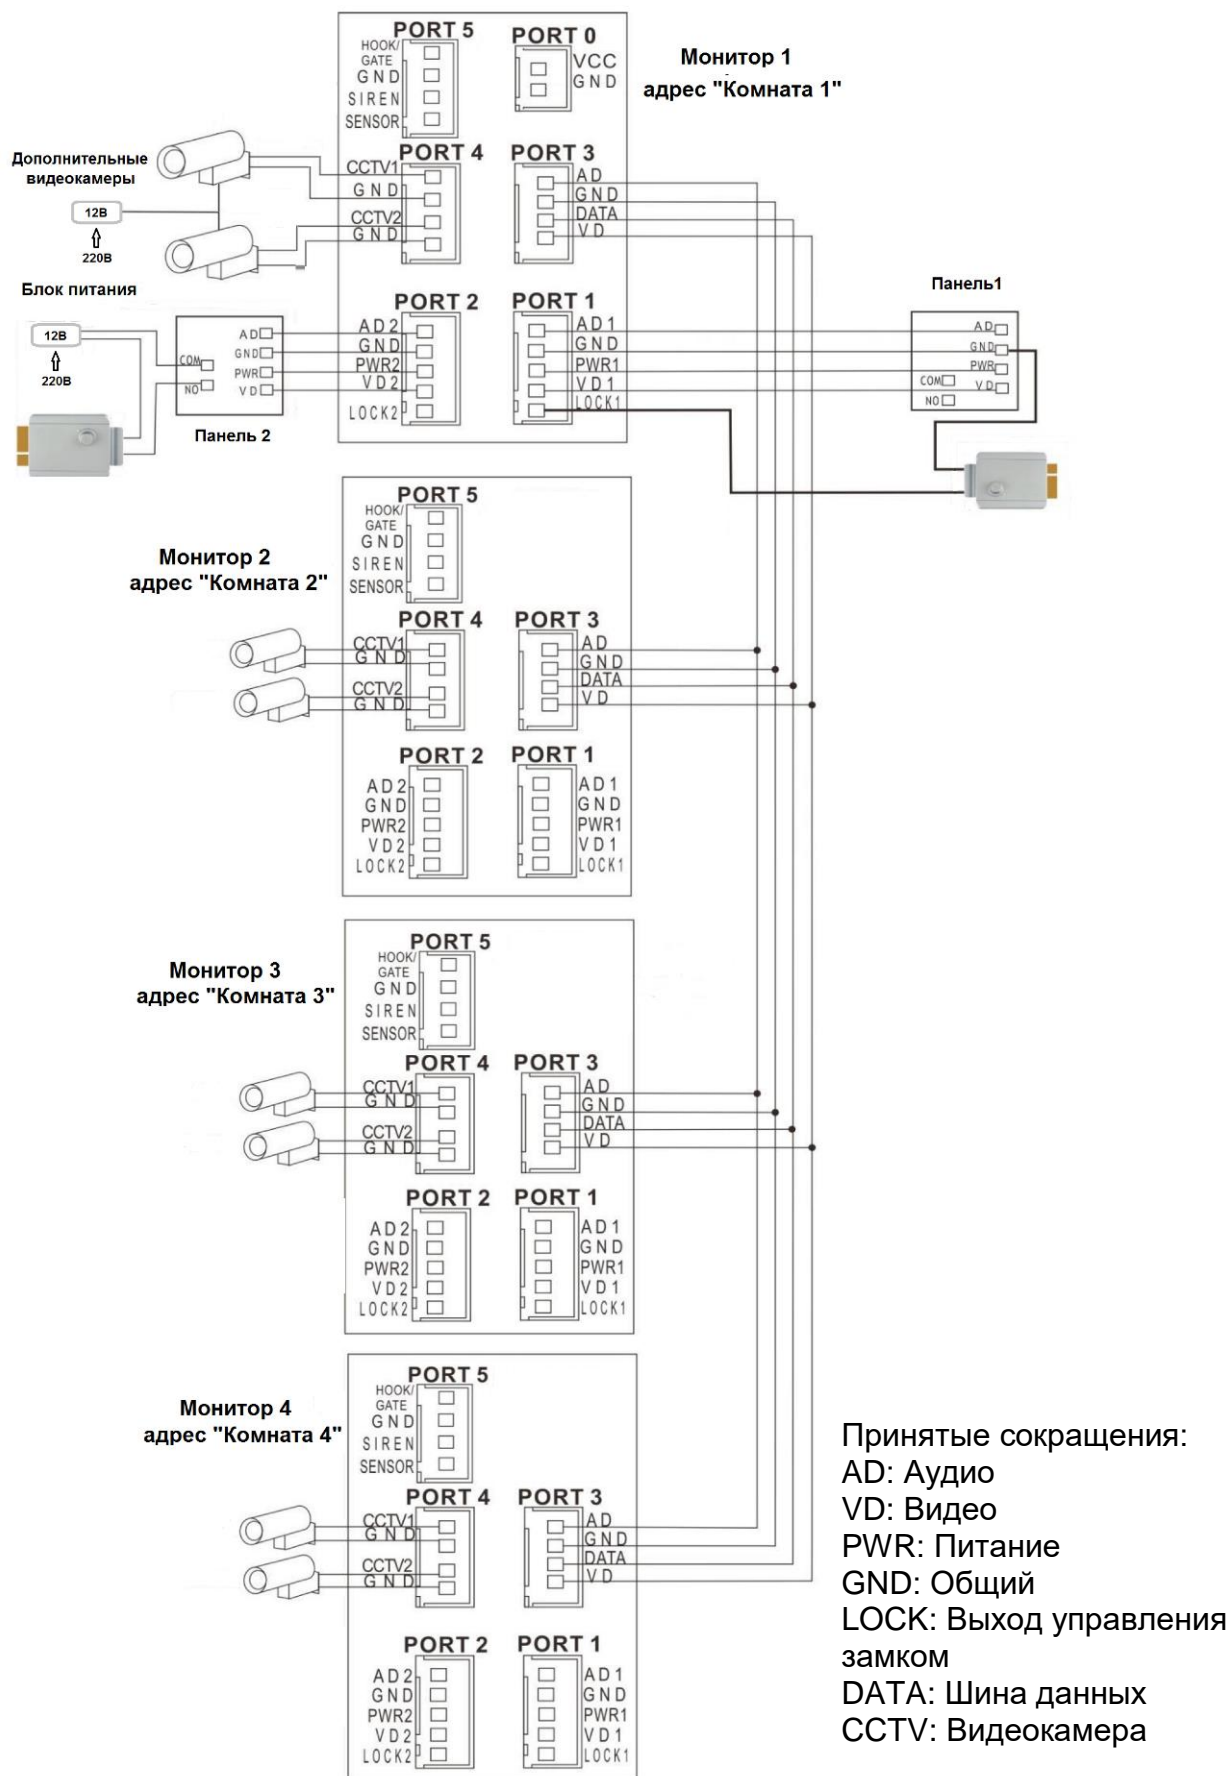 PORT 5
HOOK/
GATE
GND
SIREN
SENSOR
PORT 0
VCC
GND
Монитор 1
адрес "Комната 1"
Дополнительные
видеокамеры
12В
220В
PORT 4
CCTV1
GND
CCTV2
GND
PORT 3
AD
GND
DATA
VD
Блок питания
12В
220В
COM
NO
AD
GND
PWR
VD
Панель 2
PORT 2
AD2
GND
PWR2
VD2
LOCK2
PORT 1
AD1
GND
PWR1
VD1
LOCK1
Панель1
AD
GND
PWR
COM
VD
NO
Монитор 2
адрес "Комната 2"
PORT 5
HOOK/
GATE
GND
SIREN
SENSOR
PORT 4
CCTV1
GND
CCTV2
GND
PORT 3
AD
GND
DATA
VD
PORT 2
AD2
GND
PWR2
VD2
LOCK2
PORT 1
AD1
GND
PWR1
VD1
LOCK1
Монитор 3
адрес "Комната 3"
PORT 5
HOOK/
GATE
GND
SIREN
SENSOR
PORT 4
CCTV1
GND
CCTV2
GND
PORT 3
AD
GND
DATA
VD
PORT 2
AD2
GND
PWR2
VD2
LOCK2
PORT 1
AD1
GND
PWR1
VD1
LOCK1
Монитор 4
адрес "Комната 4"
PORT 5
HOOK/
GATE
GND
SIREN
SENSOR
PORT 4
CCTV1
GND
CCTV2
GND
PORT 3
AD
GND
DATA
VD
PORT 2
AD2
GND
PWR2
VD2
LOCK2
PORT 1
AD1
GND
PWR1
VD1
LOCK1
Принятые сокращения:
AD: Аудио
VD: Видео
PWR: Питание
GND: Общий
LOCK: Выход управления
замком
DATA: Шина данных
CCTV: Видеокамера